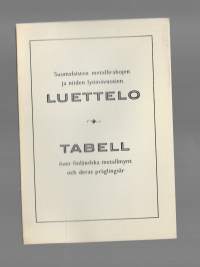 Suomalaisten metallirahojen
ja niiden lyöntivuosien
LUETTELO
TABELL
över finländska metallmynt
och deras präglingsår